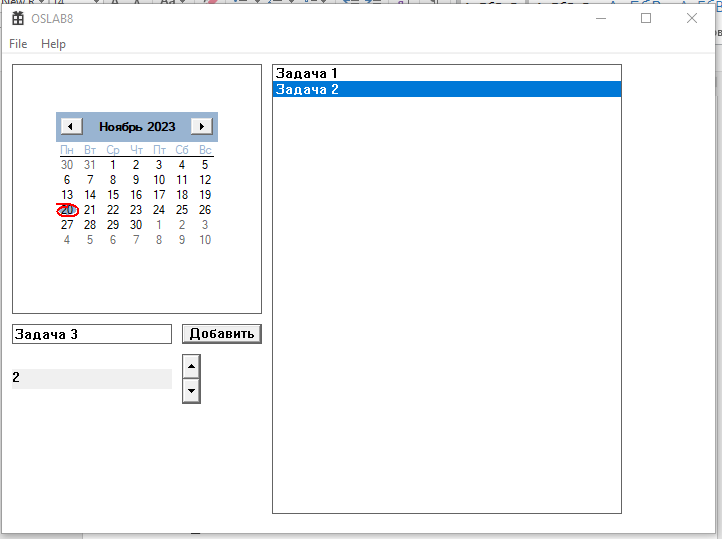 OSLAB8
File Help
Ноябрь 2023
Пн Вт Ср Чт Пт Сб Вс
30 31 1 2 3 4 5
6 7 8 9 10 11 12
13 14 15 16 17 18 19
20 21 22 23 24 25 26
27 28 29 30 1 2 3
4 5 6 7 8 9 10
Задача 3
Добавить
2
Задача 1
Задача 2